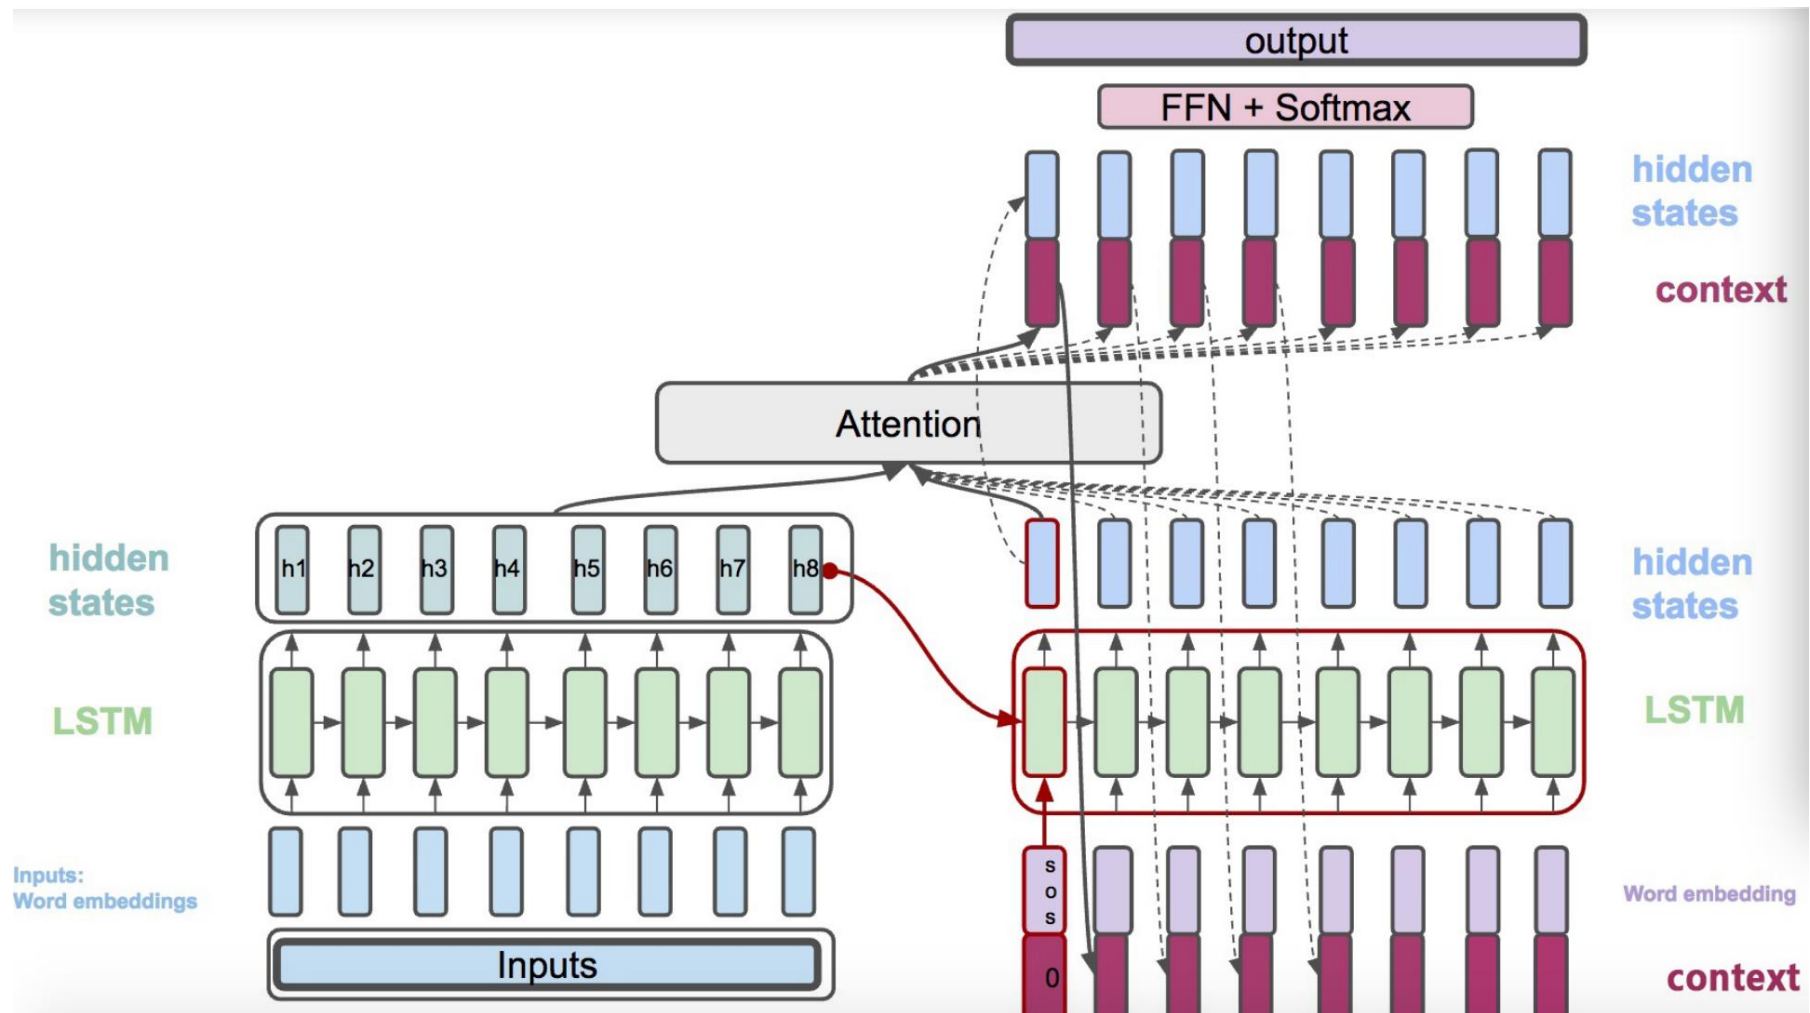 output
FFN + Softmax
hidden
states
context
Attention
hidden
states
h1 h2 h3 h4 h5 h6 h7 h8
hidden
states
LSTM
LSTM
Inputs:
Word embeddings
s
o
s
Word embedding
Inputs
0
context